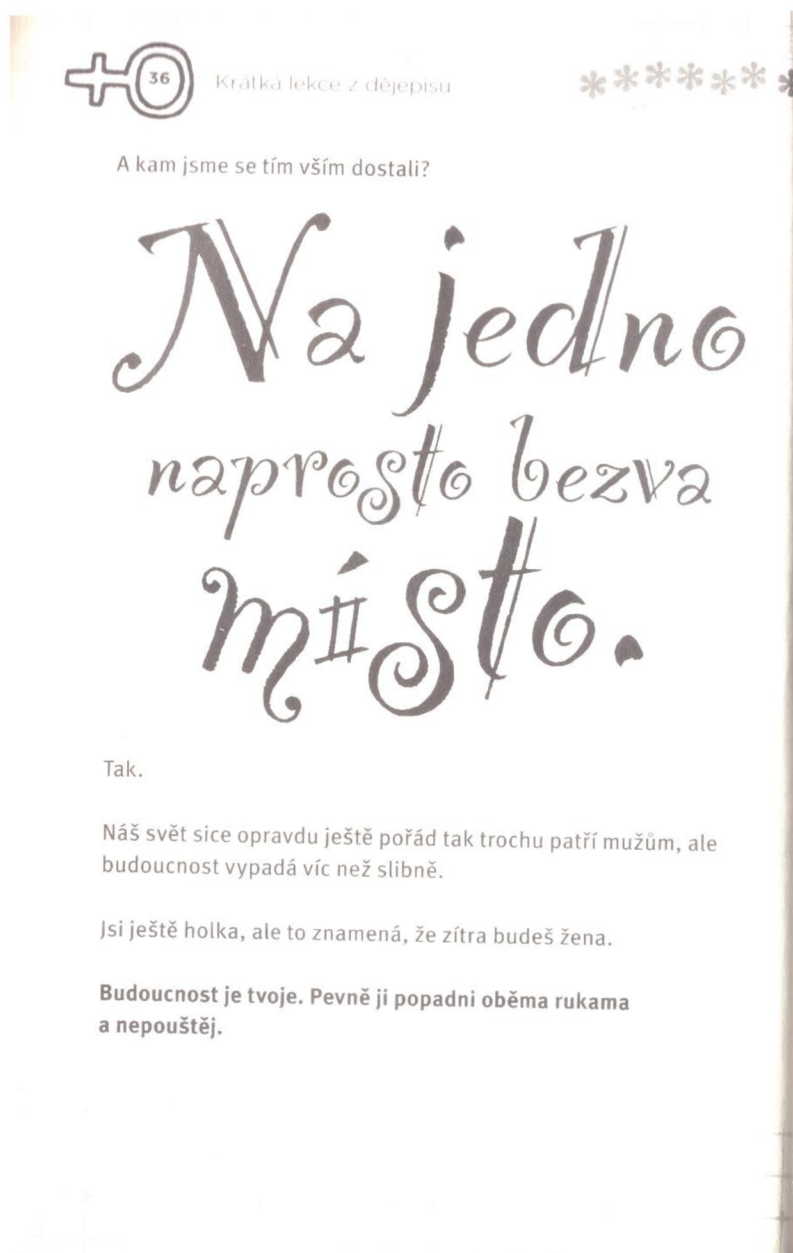 36 Krátká lekce z dějepisu
A kam jsme se tím vším dostali?
Na jedno
naprosto bezva
místo.
Tak.
Náš svět sice opravdu ještě pořád tak trochu patří mužům, ale
budoucnost vypadá víc než slibně.
Jsi ještě holka, ale to znamená, že zítra budeš žena.
Budoucnost je tvoje. Pevně ji popadni oběma rukama
a nepouštěj.